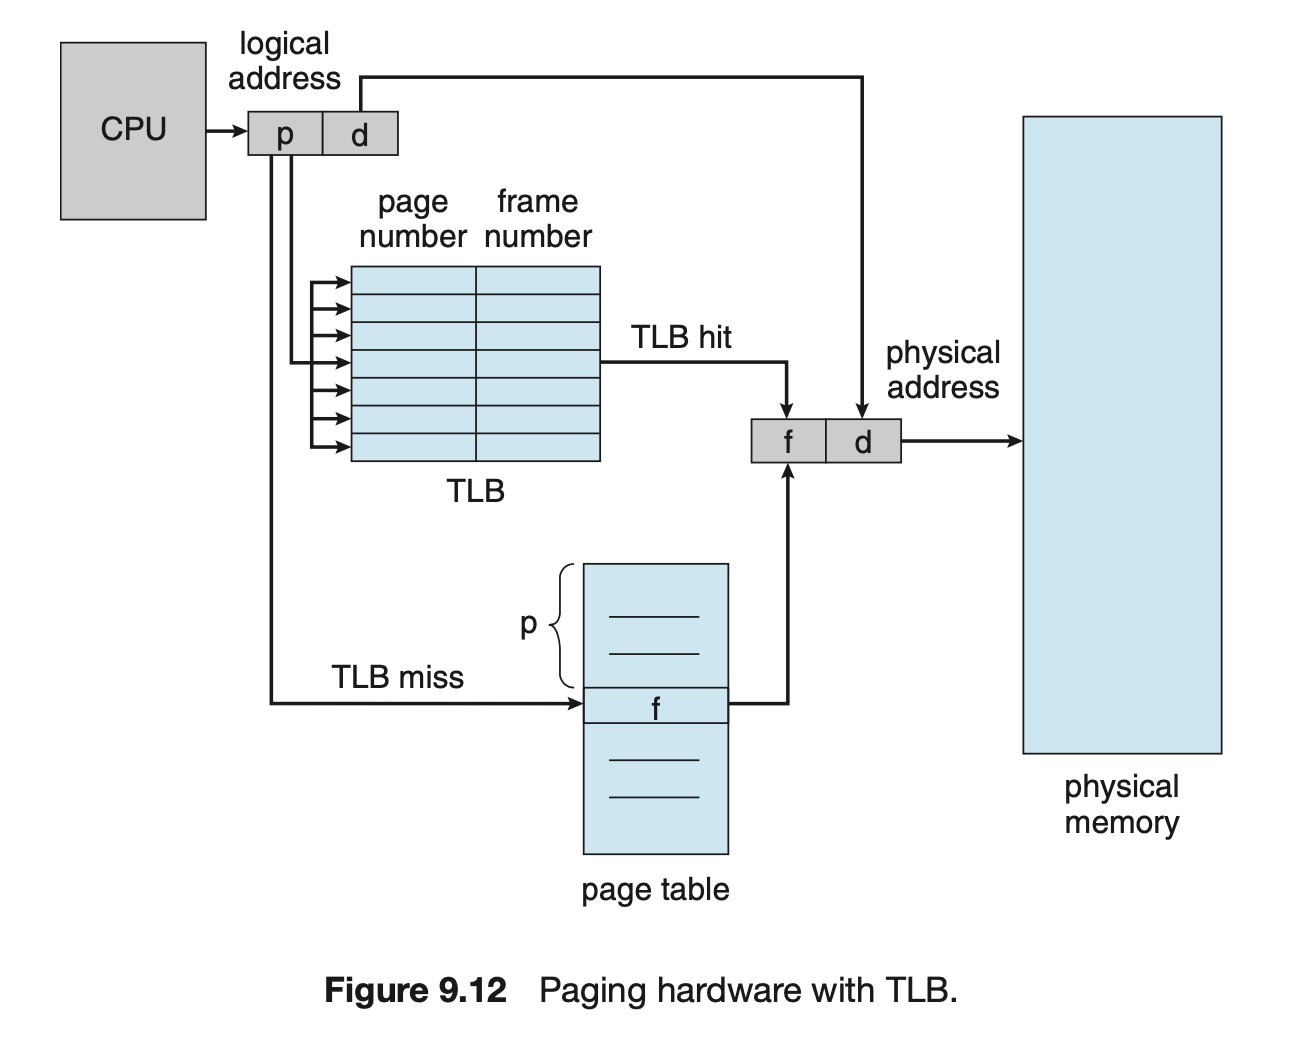 logical
address
CPU
p d
page frame
number number
TLB hit
physical
address
f d
TLB
p
TLB miss
f
physical
memory
page table
Figure 9.12 Paging hardware with TLB.